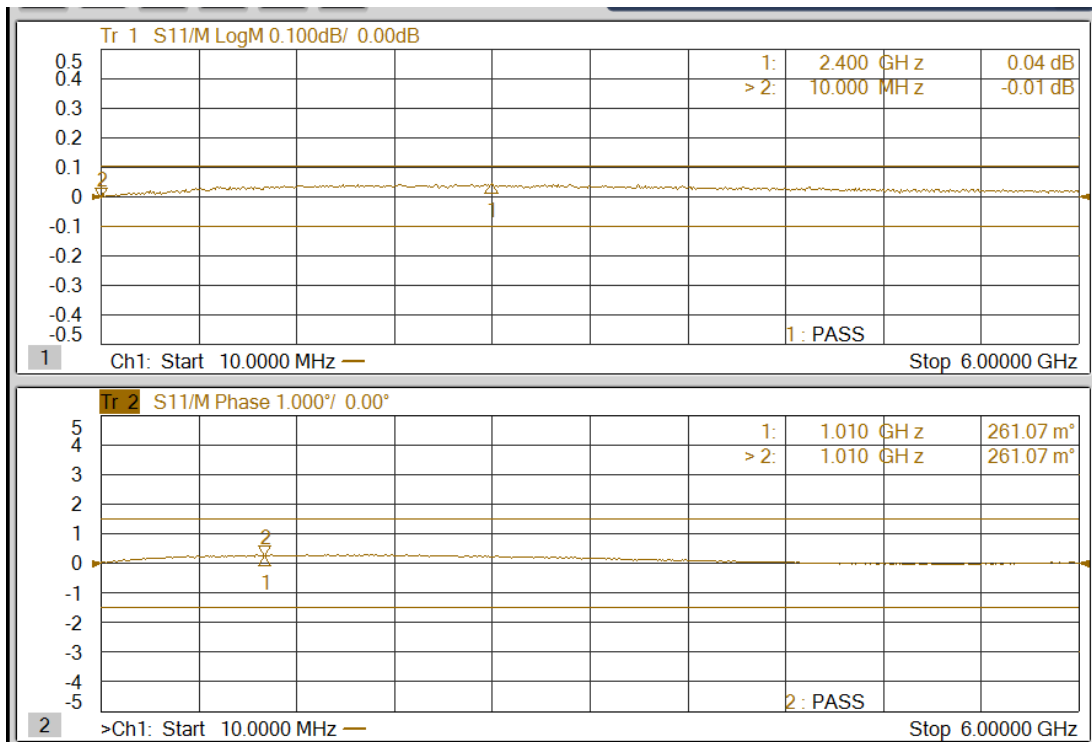 Tr 1 S11/M LogM 0.100dB/ 0.00dB
0.5
0.4
0.3
0.2
0.1
0
-0.1
-0.2
-0.3
-0.4
-0.5
1: 2.400 GHz 0.04 dB
> 2: 10.000 MHz -0.01 dB
2
1
1 : PASS
1
Ch1: Start 10.0000 MHz
Stop 6.00000 GHz
Tr 2 S11/M Phase 1.000°/ 0.00°
5
4
3
2
1
0
-1
-2
-3
-4
-5
1: 1.010 GHz 261.07 m°
> 2: 1.010 GHz 261.07 m°
2
1
2 : PASS
2
>Ch1: Start 10.0000 MHz
Stop 6.00000 GHz